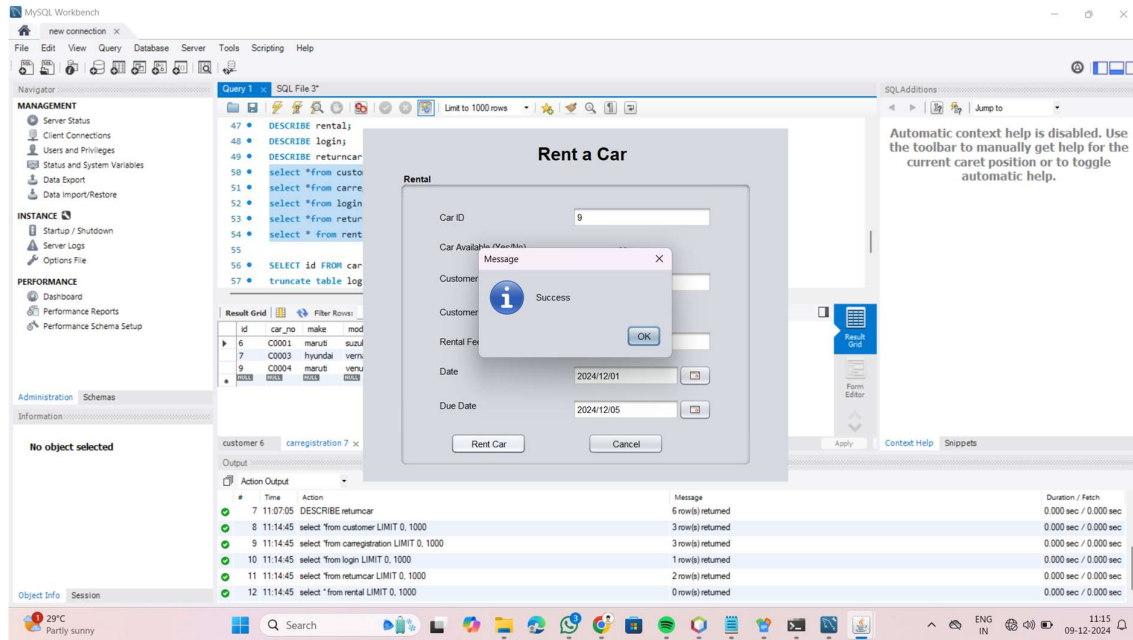 MySQL Workbench
new connection ×
File Edit View Query Database Server Tools Scripting Help
Navigator
MANAGEMENT
Server Status
Client Connections
Users and Privileges
Status and System Variables
Data Export
Data Import/Restore
INSTANCE
Startup / Shutdown
Server Logs
Options File
PERFORMANCE
Dashboard
Performance Reports
Performance Schema Setup
Administration Schemas
Information
No object selected
Object Info Session
Query 1 × SQL File 3*
Limit to 1000 rows
47 DESCRIBE rental;
48 DESCRIBE login;
49 DESCRIBE returncar
50 select *from custo
51 select *from carre
52 select *from login
53 select *from retur
54 select * from rent
55
56 SELECT id FROM car
57 truncate table log
Result Grid Filter Rows:
id car_no make mod
6 C0001 maruti suzul
7 C0003 hyundai verna
9 C0004 maruti venu
NULL NULL NULL NULL
customer 6 carregistration 7 ×
Rent a Car
Rental
Car ID 9
Car Available (Yes/No)
Customer
Customer
Rental Fe
Date 2024/12/01
Due Date 2024/12/05
Rent Car Cancel
Message
Success
OK
Result Grid
Form Editor
Apply
SQLAdditions
Jump to
Automatic context help is disabled. Use
the toolbar to manually get help for the
current caret position or to toggle
automatic help.
Context Help Snippets
Output
Action Output
# Time Action Message Duration / Fetch
7 11:07:05 DESCRIBE returncar 6 row(s) returned 0.000 sec / 0.000 sec
8 11:14:45 select *from customer LIMIT 0, 1000 3 row(s) returned 0.000 sec / 0.000 sec
9 11:14:45 select *from carregistration LIMIT 0, 1000 3 row(s) returned 0.000 sec / 0.000 sec
10 11:14:45 select *from login LIMIT 0, 1000 1 row(s) returned 0.000 sec / 0.000 sec
11 11:14:45 select *from returncar LIMIT 0, 1000 2 row(s) returned 0.000 sec / 0.000 sec
12 11:14:45 select * from rental LIMIT 0, 1000 0 row(s) returned 0.000 sec / 0.000 sec
29°C
Partly sunny
Search
ENG
IN
11:15
09-12-2024